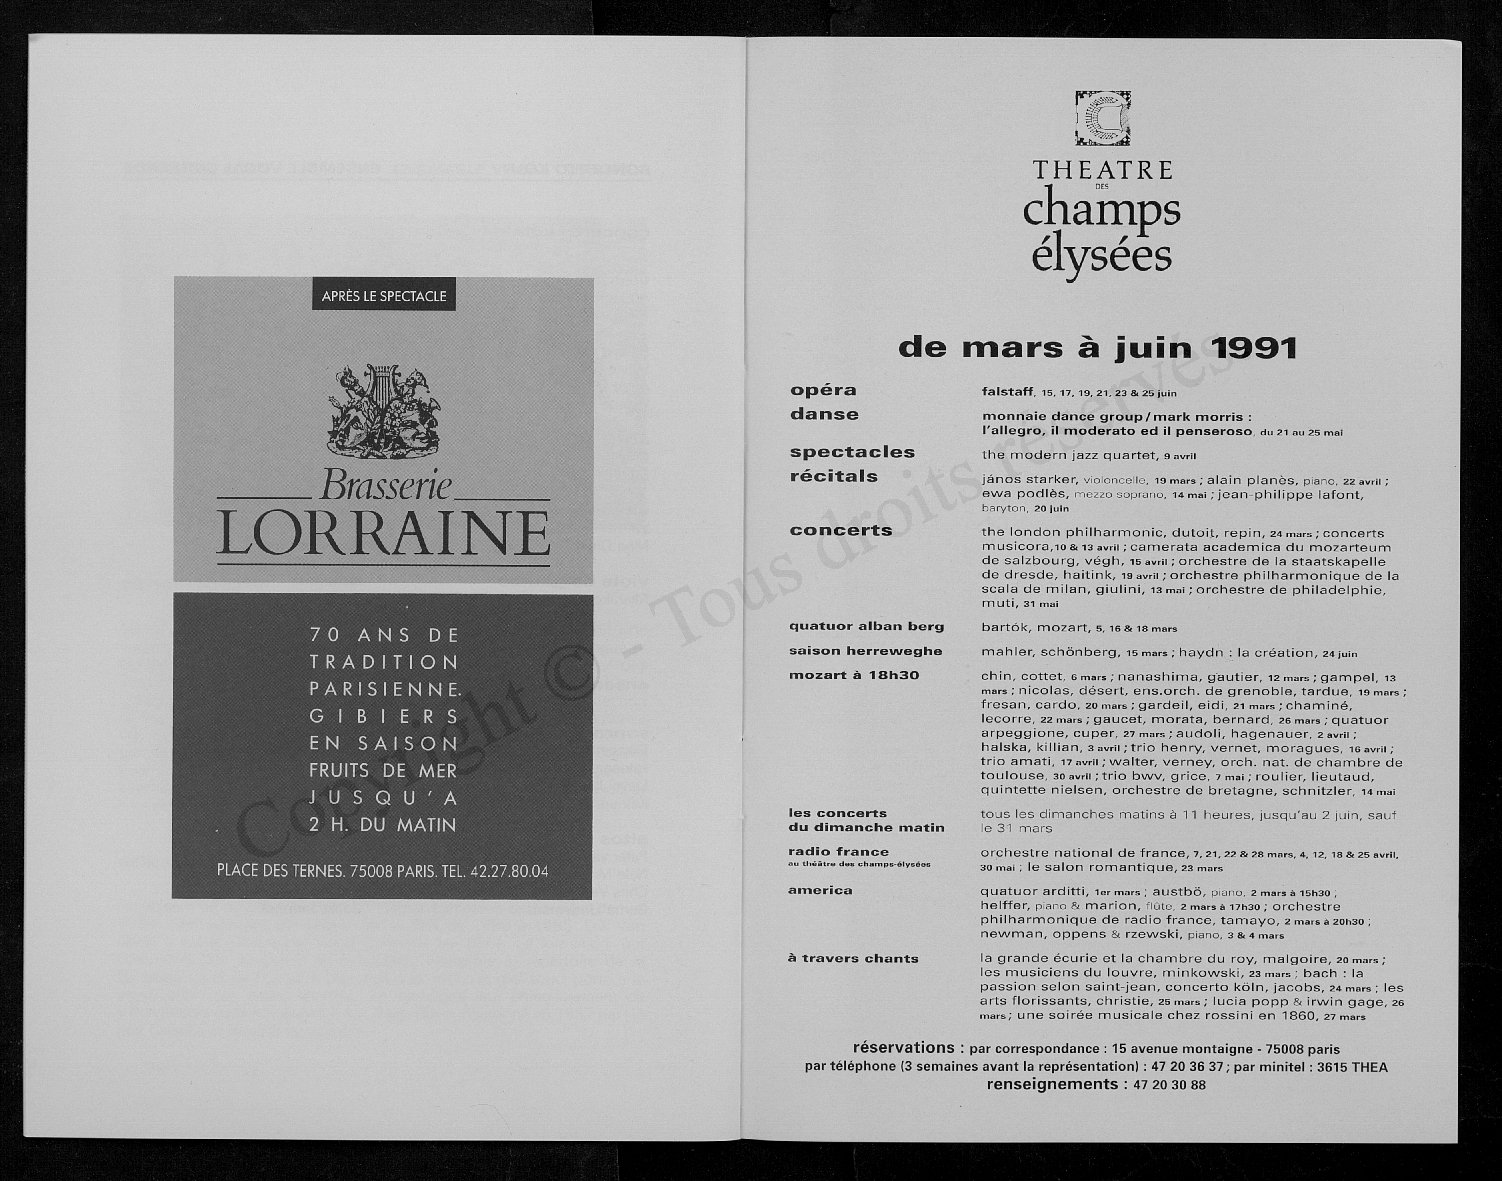 APRÈS LE SPECTACLE
Brasserie
LORRAINE
70 ANS DE
TRADITION
PARISIENNE.
GIBIERS
EN SAISON
FRUITS DE MER
JUSQU'A
2 H. DU MATIN
PLACE DES TERNES. 75008 PARIS. TEL. 42.27.80.04
THEATRE
DES
champs
élysées
de mars à juin 1991
opéra falstaff, 15, 17, 19, 21, 23 & 25 juin
danse monnaie dance group / mark morris :
l'allegro, il moderato ed il penseroso, du 21 au 25 mai
spectacles the modern jazz quartet, 9 avril
récitals jános starker, violoncelle, 19 mars ; alain planès, piano, 22 avril ;
ewa podlès, mezzo soprano, 14 mai ; jean-philippe lafont,
baryton, 20 juin
concerts the london philharmonic, dutoit, repin, 24 mars ; concerts
musicora, 10 & 13 avril ; camerata academica du mozarteum
de salzbourg, végh, 15 avril ; orchestre de la staatskapelle
de dresde, haitink, 19 avril ; orchestre philharmonique de la
scala de milan, giulini, 13 mai ; orchestre de philadelphie,
muti, 31 mai
quatuor alban berg bartók, mozart, 5, 16 & 18 mars
saison herreweghe mahler, schönberg, 15 mars ; haydn : la création, 24 juin
mozart à 18h30 chin, cottet, 6 mars ; nanashima, gautier, 12 mars ; gampel, 13
mars ; nicolas, désert, ens.orch. de grenoble, tardue, 19 mars ;
fresan, cardo, 20 mars ; gardeil, eidi, 21 mars ; chaminé,
lecorre, 22 mars ; gaucet, morata, bernard, 26 mars ; quatuor
arpeggione, cuper, 27 mars ; audoli, hagenauer, 2 avril ;
halska, killian, 3 avril ; trio henry, vernet, moragues, 16 avril ;
trio amati, 17 avril ; walter, verney, orch. nat. de chambre de
toulouse, 30 avril ; trio bwv, grice, 7 mai ; roulier, lieutaud,
quintette nielsen, orchestre de bretagne, schnitzler, 14 mai
les concerts tous les dimanches matins à 11 heures, jusqu'au 2 juin, sauf
du dimanche matin le 31 mars
radio france orchestre national de france, 7, 21, 22 & 28 mars, 4, 12, 18 & 25 avril,
au théâtre des champs-élysées 30 mai ; le salon romantique, 23 mars
america quatuor arditti, 1er mars ; austbö, piano, 2 mars à 15h30 ;
helffer, piano & marion, flûte, 2 mars à 17h30 ; orchestre
philharmonique de radio france, tamayo, 2 mars à 20h30 ;
newman, oppens & rzewski, piano, 3 & 4 mars
à travers chants la grande écurie et la chambre du roy, malgoire, 20 mars ;
les musiciens du louvre, minkowski, 23 mars ; bach : la
passion selon saint-jean, concerto köln, jacobs, 24 mars ; les
arts florissants, christie, 25 mars ; lucia popp & irwin gage, 26
mars ; une soirée musicale chez rossini en 1860, 27 mars
réservations : par correspondance : 15 avenue montaigne - 75008 paris
par téléphone (3 semaines avant la représentation) : 47 20 36 37 ; par minitel : 3615 THEA
renseignements : 47 20 30 88
Copyright © - Tous droits réservés